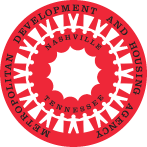 METROPOLITAN DEVELOPMENT AND HOUSING AGENCY
NASHVILLE
TENNESSEE